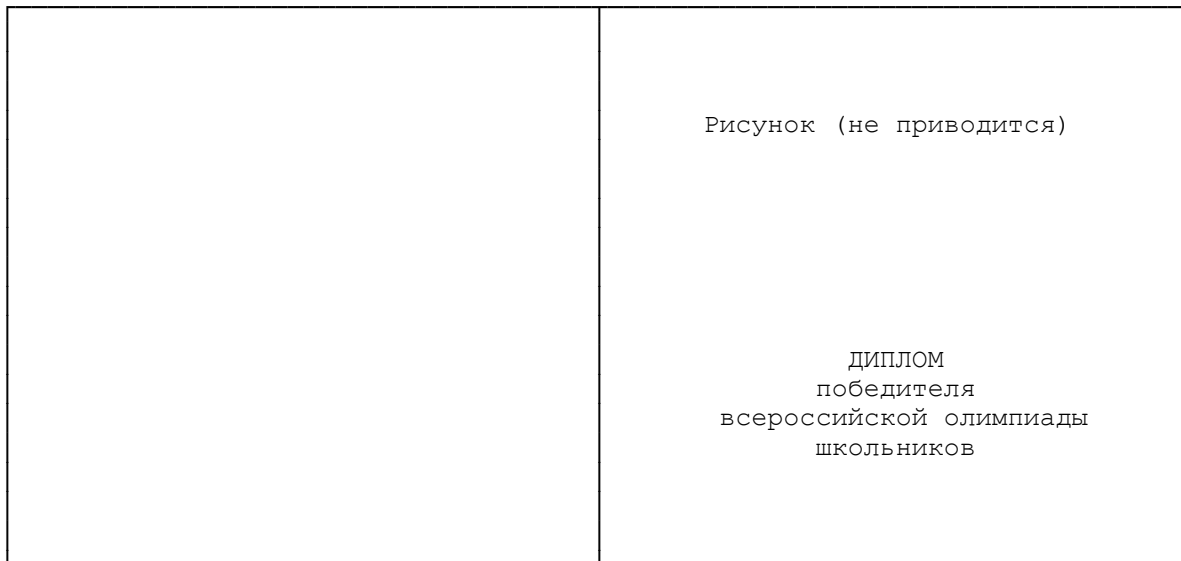 Рисунок (не приводится)
ДИПЛОМ
победителя
всероссийской олимпиады
школьников